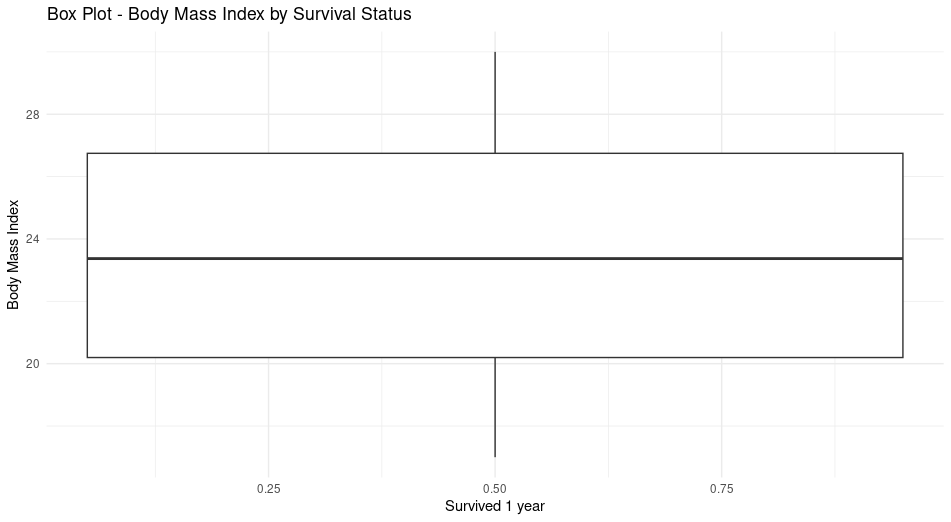 Box Plot - Body Mass Index by Survival Status
28
24
20
Body Mass Index
0.25
0.50
0.75
Survived 1 year